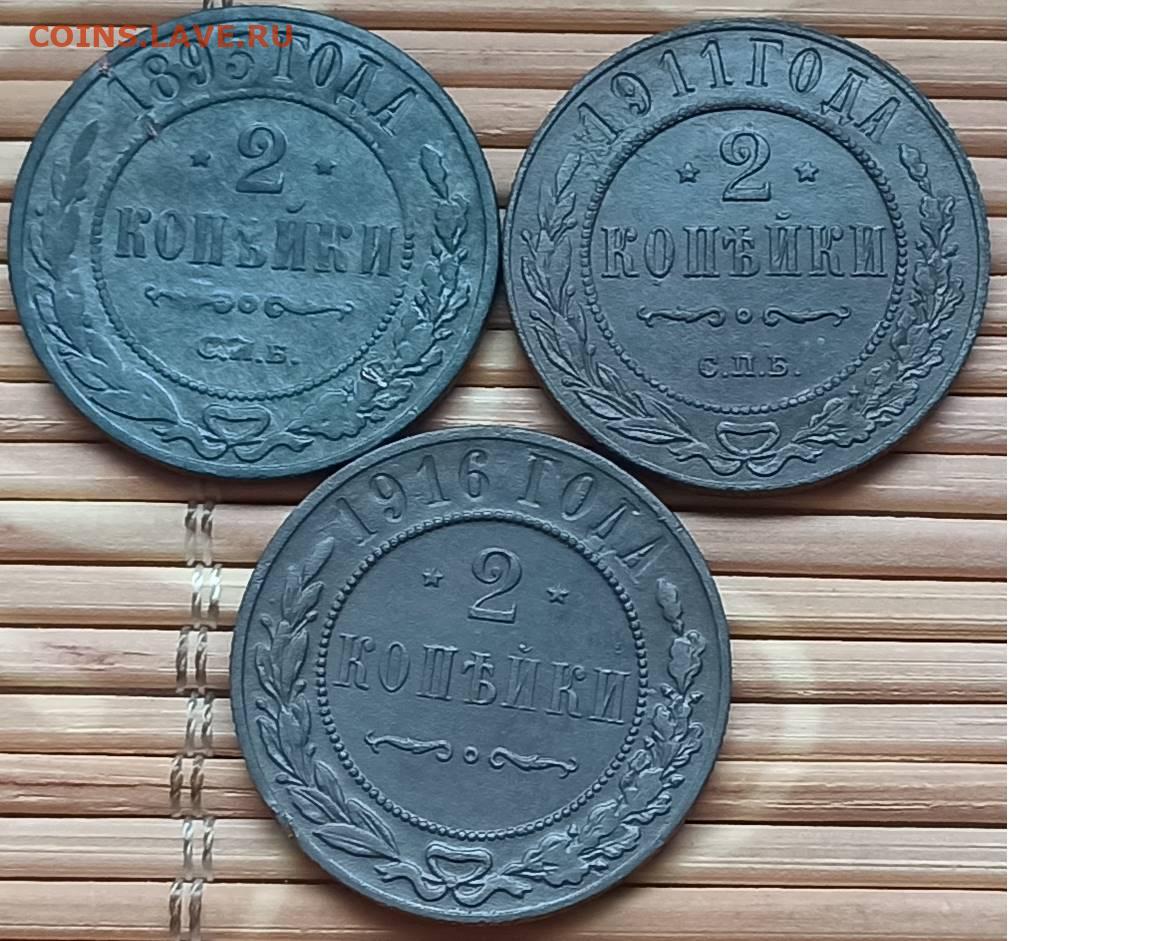 COINS.LAVE.RU
1895 ГОДА
2
КОПѢЙКИ
С.П.Б.
1911 ГОДА
2
КОПѢЙКИ
С.П.Б.
1916 ГОДА
2
КОПѢЙКИ